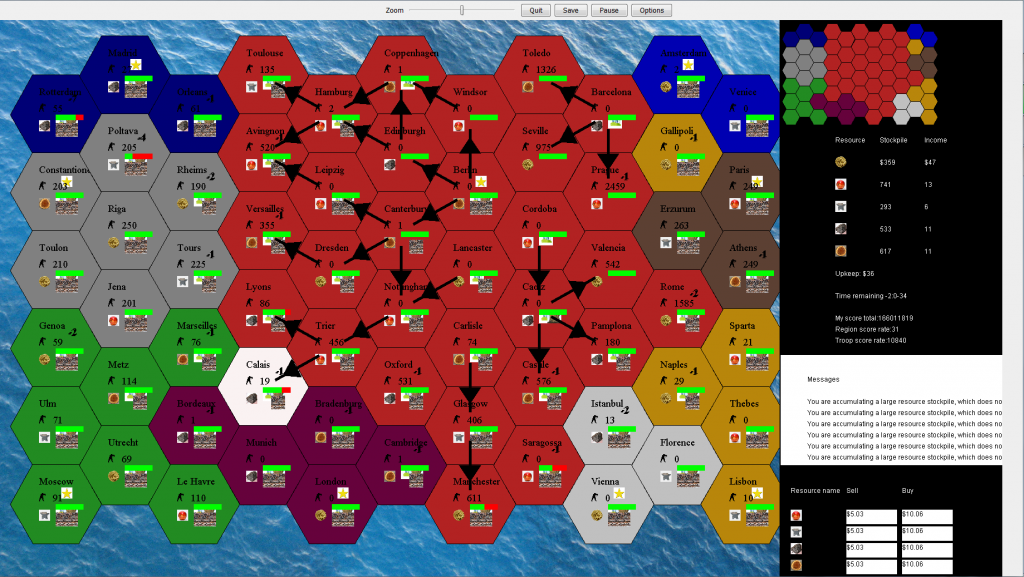 Zoom
Quit
Save
Pause
Options
Madrid
Toulouse
135
Coppenhagen
1
Toledo
1326
Amsterdam
Orleans
Hamburg
2
Windsor
0
Barcelona
0
Venice
0
Poltava
205
Avingnon
520
Edinburgh
0
Seville
975
Gallipoli
0
Constantine
203
Rheims
190
Leipzig
0
Berlin
0
Prague
2459
Paris
249
Riga
250
Versailles
355
Canterbury
1
Cordoba
0
Erzurum
263
Toulon
210
Tours
225
Dresden
0
Lancaster
0
Valencia
542
Athens
249
Jena
201
Lyons
86
Nottingham
0
Caotz
0
Rome
1585
Genoa
59
Marseilles
76
Trier
456
Carlisle
74
Pamplona
180
Sparta
21
Metz
114
Calais
19
Oxford
531
576
Naples
29
Ulm
71
Bordeaux
1
Bradenburg
0
Glasgow
406
Istanbul
13
Thebes
0
Utrecht
69
Munich
0
Cambridge
1
Saragossa
0
Florence
0
Moscow
91
Le Havre
110
London
0
Manchester
611
Vienna
0
Lisbon
10
Resource Stockpile Income
$359 $47
741 13
293 6
533 11
617 11
Upkeep: $36
Time remaining -2:0-34
My score total:166011819
Region score rate:31
Troop score rate:10840
Messages
You are accumulating a large resource stockpile, which does no
You are accumulating a large resource stockpile, which does no
You are accumulating a large resource stockpile, which does no
You are accumulating a large resource stockpile, which does no
You are accumulating a large resource stockpile, which does no
You are accumulating a large resource stockpile, which does no
Resource name Sell Buy
$5.03 $10.06
$5.03 $10.06
$5.03 $10.06
$5.03 $10.06